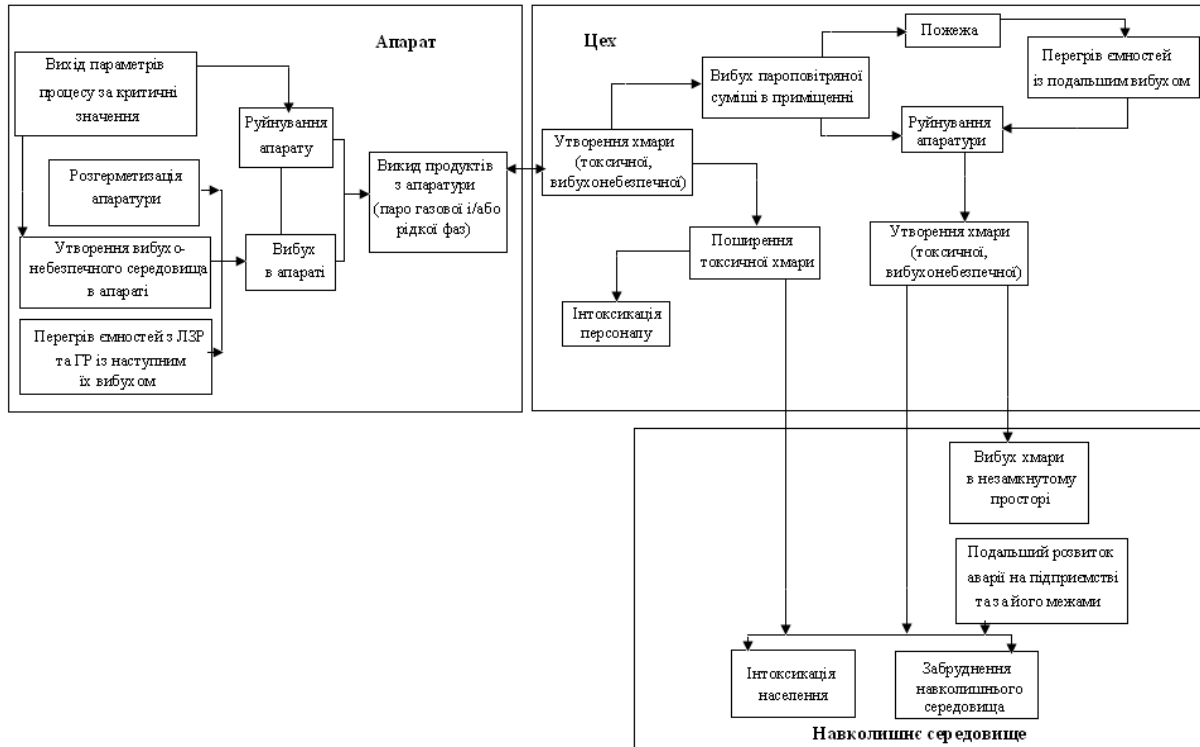 Апарат
Вихід параметрів
процесу за критичні
значення
Руйнування
апарату
Розгерметизація
апаратури
Утворення вибухо-
небезпечного середовища
в апараті
Вибух
в апараті
Перегрів ємностей з ЛЗР
та ГР із наступним
їх вибухом
Викид продуктів
з апаратури
(паро газової і/або
рідкої фаз)
Цех
Утворення хмари
(токсичної,
вибухонебезпечної)
Вибух пароповітряної
суміші в приміщенні
Пожежа
Перегрів ємностей
із подальшим вибухом
Руйнування
апаратури
Поширення
токсичної хмари
Інтоксикація
персоналу
Утворення хмари
(токсичної,
вибухонебезпечної)
Вибух хмари
в незамкнутому
просторі
Подальший розвиток
аварії на підприємстві
та за його межами
Інтоксикація
населення
Забруднення
навколишнього
середовища
Навколишнє середовище